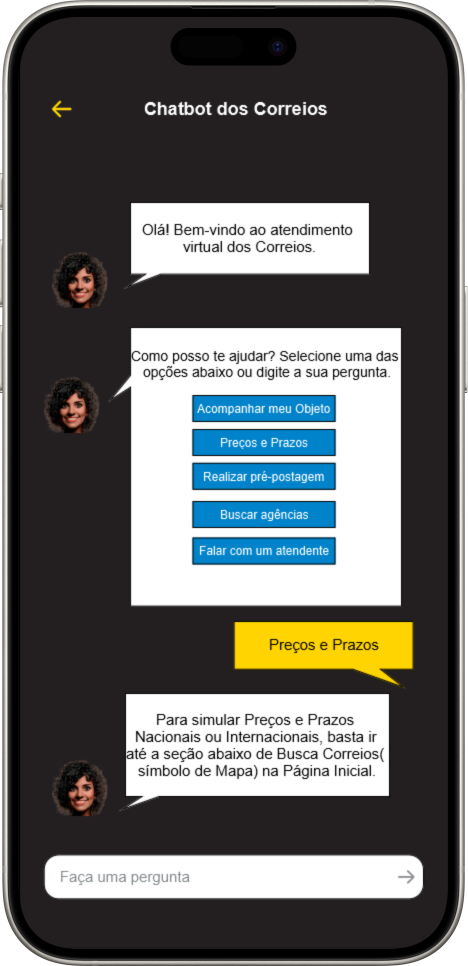 Chatbot dos Correios
Olá! Bem-vindo ao atendimento
virtual dos Correios.
Como posso te ajudar? Selecione uma das
opções abaixo ou digite a sua pergunta.
Acompanhar meu Objeto
Preços e Prazos
Realizar pré-postagem
Buscar agências
Falar com um atendente
Preços e Prazos
Para simular Preços e Prazos
Nacionais ou Internacionais, basta ir
até a seção abaixo de Busca Correios(
símbolo de Mapa) na Página Inicial.
Faça uma pergunta